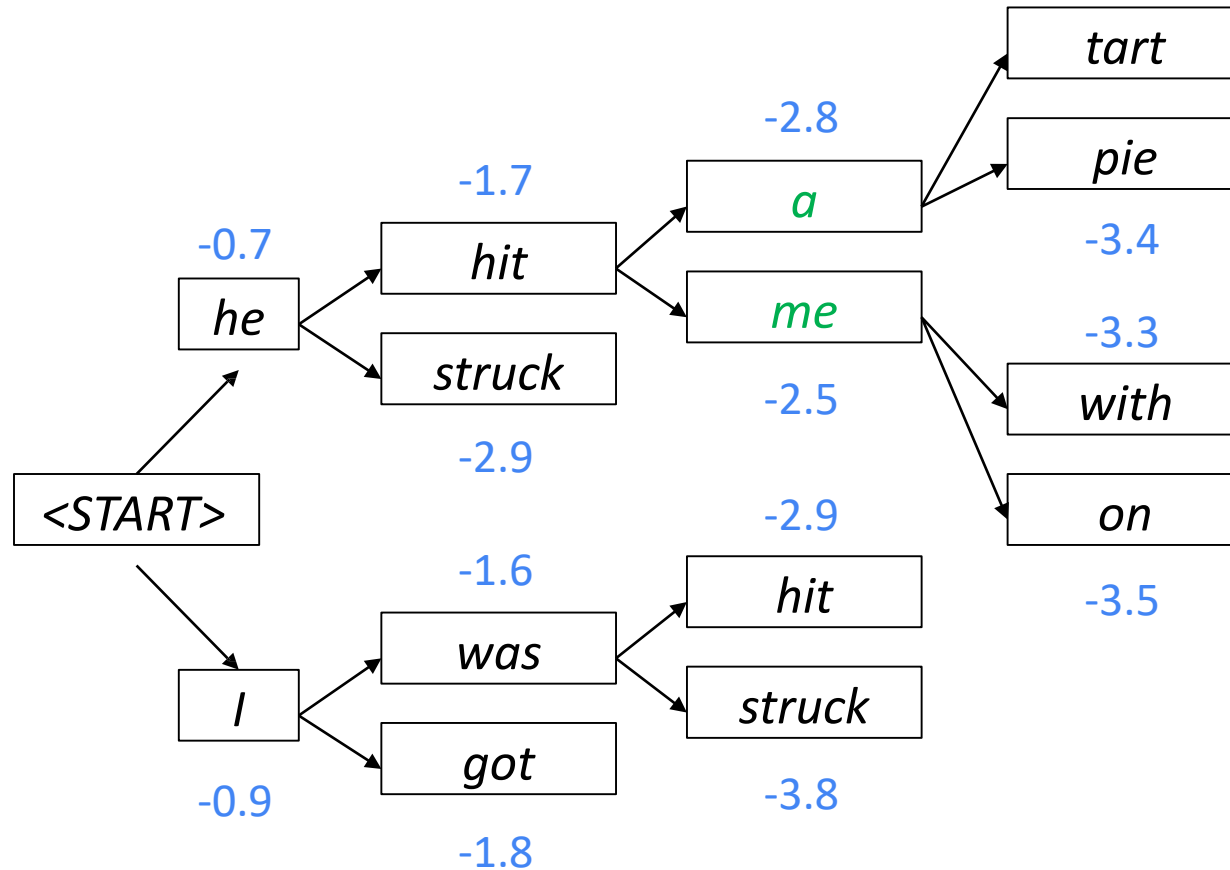 tart
-2.8
pie
-1.7
a
-0.7
hit
-3.4
he
me
-3.3
struck
-2.5
with
-2.9
<START>
-2.9
on
-1.6
hit
-3.5
was
I
struck
got
-0.9
-3.8
-1.8